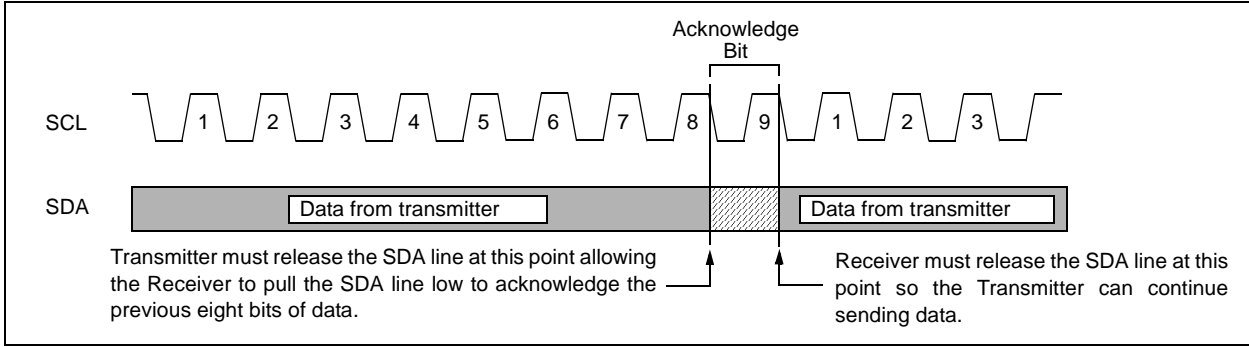 Acknowledge
Bit
SCL
1 2 3 4 5 6 7 8 9 1 2 3
SDA
Data from transmitter
Data from transmitter
Transmitter must release the SDA line at this point allowing
the Receiver to pull the SDA line low to acknowledge the
previous eight bits of data.
Receiver must release the SDA line at this
point so the Transmitter can continue
sending data.